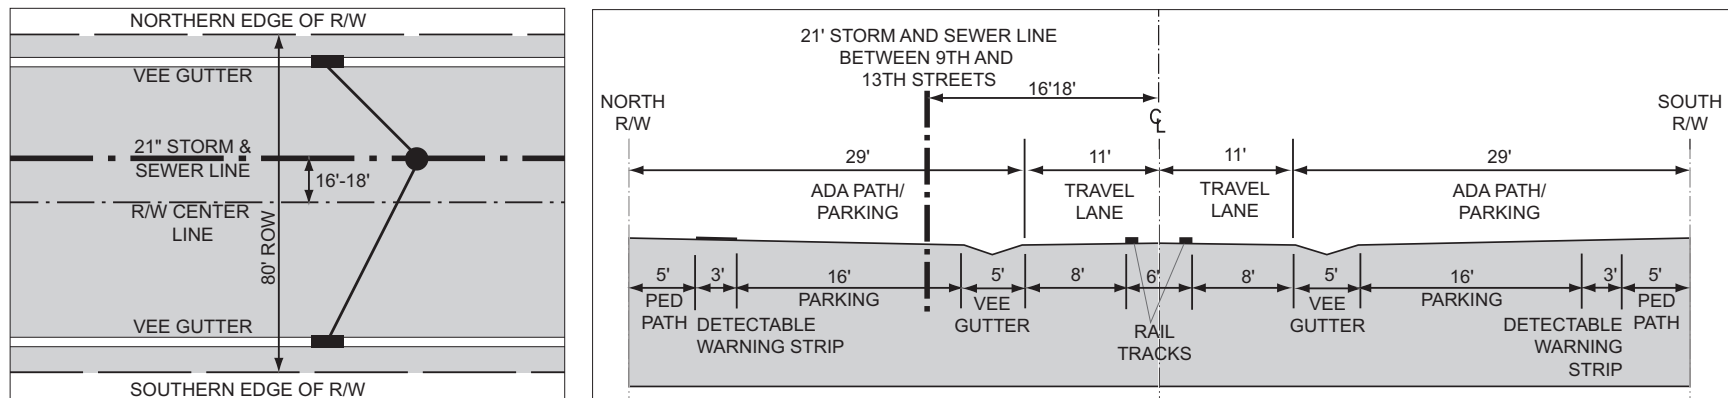 NORTHERN EDGE OF R/W
VEE GUTTER
21" STORM &
SEWER LINE
16'-18'
R/W CENTER
LINE
80' ROW
VEE GUTTER
SOUTHERN EDGE OF R/W
21' STORM AND SEWER LINE
BETWEEN 9TH AND
13TH STREETS
16'18'
NORTH
R/W
CL
SOUTH
R/W
29'
11'
11'
29'
ADA PATH/
PARKING
TRAVEL
LANE
TRAVEL
LANE
ADA PATH/
PARKING
5'
3'
16'
5'
8'
6'
8'
5'
16'
3'
5'
PED
PATH
PARKING
VEE
GUTTER
VEE
GUTTER
PARKING
PED
PATH
DETECTABLE
WARNING STRIP
RAIL
TRACKS
DETECTABLE
WARNING
STRIP